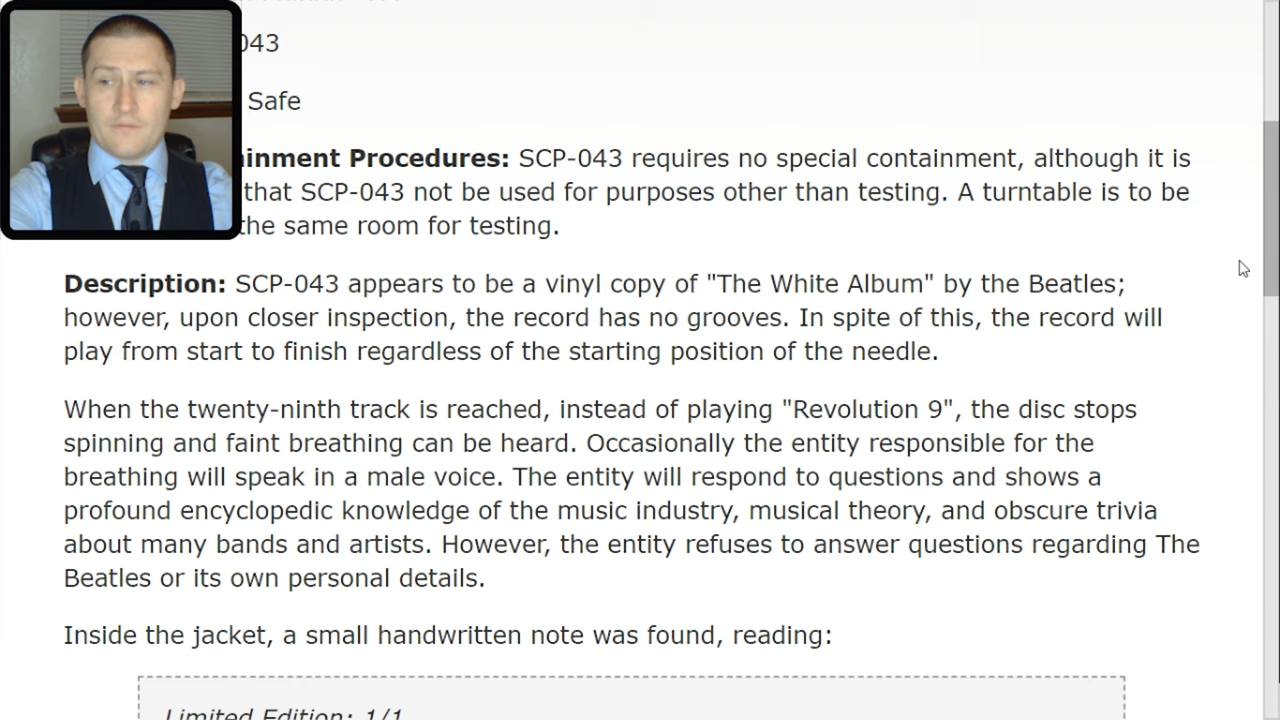 043
Safe
ainment Procedures: SCP-043 requires no special containment, although it is
that SCP-043 not be used for purposes other than testing. A turntable is to be
the same room for testing.
Description: SCP-043 appears to be a vinyl copy of "The White Album" by the Beatles;
however, upon closer inspection, the record has no grooves. In spite of this, the record will
play from start to finish regardless of the starting position of the needle.
When the twenty-ninth track is reached, instead of playing "Revolution 9", the disc stops
spinning and faint breathing can be heard. Occasionally the entity responsible for the
breathing will speak in a male voice. The entity will respond to questions and shows a
profound encyclopedic knowledge of the music industry, musical theory, and obscure trivia
about many bands and artists. However, the entity refuses to answer questions regarding The
Beatles or its own personal details.
Inside the jacket, a small handwritten note was found, reading:
Limited Edition: 1/1